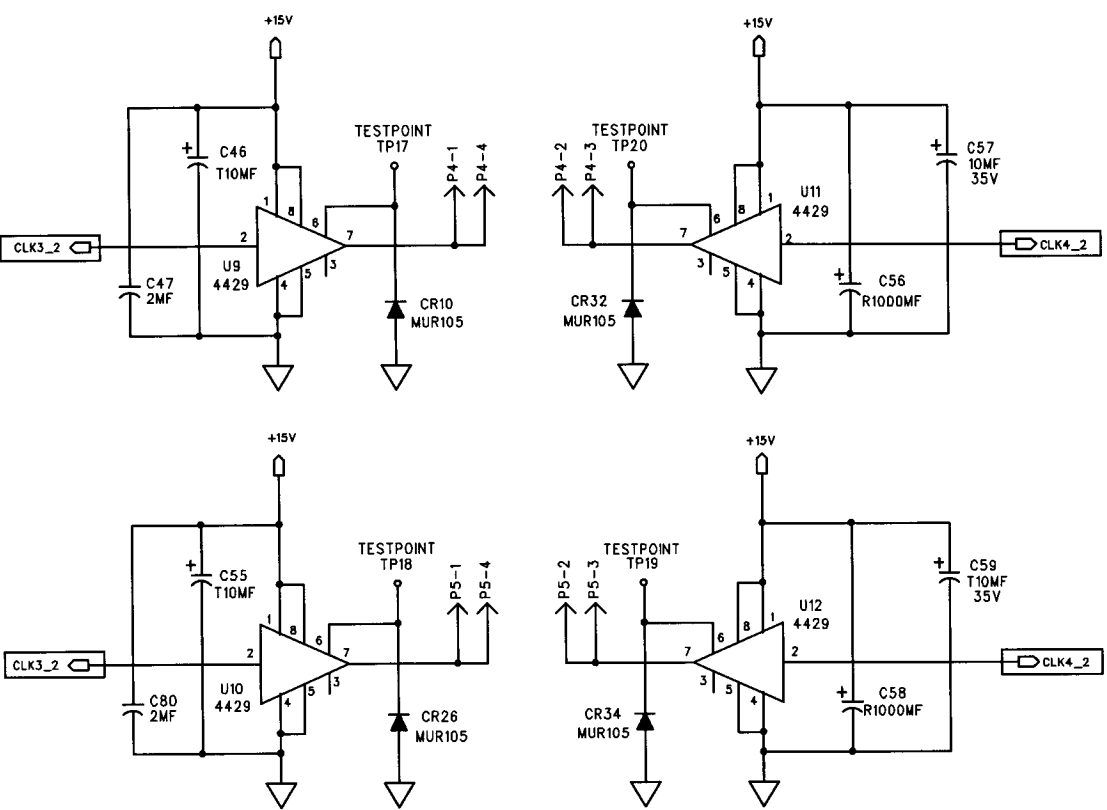 +15V
TESTPOINT
TP17
P4-1
P4-4
+
C46
T10MF
1
8
6
7
2
3
CLK3_2
U9
4429
5
4
C47
2MF
CR10
MUR105
+15V
TESTPOINT
TP20
P4-2
P4-3
+
C57
10MF
35V
U11
4429
1
8
6
7
2
3
5
4
CLK4_2
+
C56
R1000MF
CR32
MUR105
+15V
TESTPOINT
TP18
P5-1
P5-4
+
C55
T10MF
1
8
6
7
2
3
CLK3_2
U10
4429
5
4
C80
2MF
CR26
MUR105
+15V
TESTPOINT
TP19
P5-2
P5-3
+
C59
T10MF
35V
U12
4429
1
8
6
7
2
3
5
4
CLK4_2
+
C58
R1000MF
CR34
MUR105